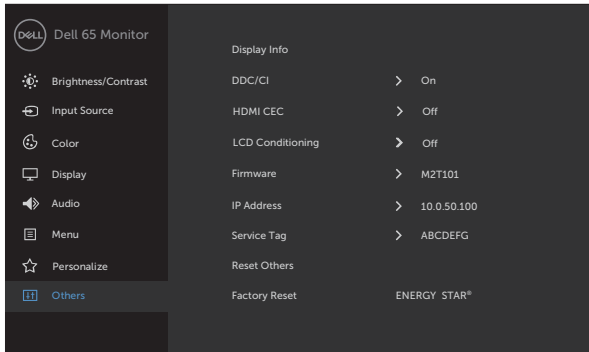 DELL Dell 65 Monitor
Display Info
Brightness/Contrast DDC/CI On
Input Source HDMI CEC Off
Color LCD Conditioning Off
Display Firmware M2T101
Audio IP Address 10.0.50.100
Menu Service Tag ABCDEFG
Personalize Reset Others
Others Factory Reset ENERGY STAR®